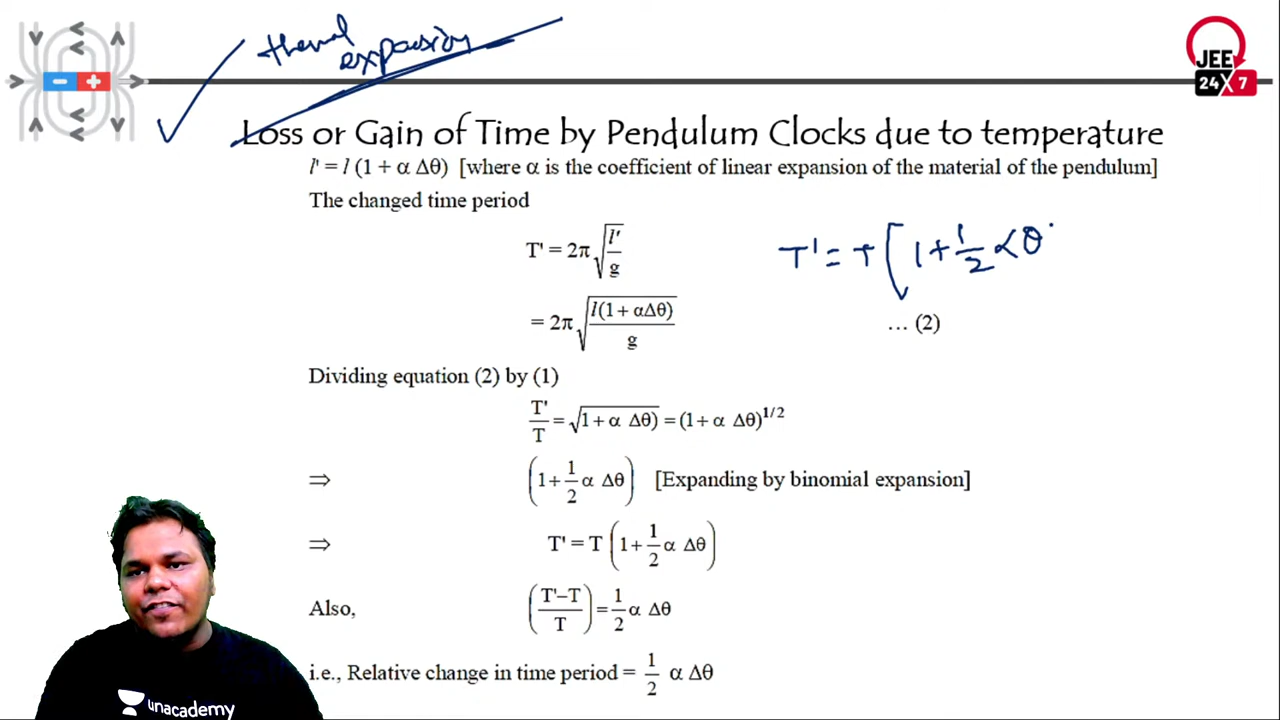 thermal
expansion
JEE
24X7
Loss or Gain of Time by Pendulum Clocks due to temperature
l' = l (1 + α Δθ) [where α is the coefficient of linear expansion of the material of the pendulum]
The changed time period
T' = 2π √(l'/g)
T' = T [1 + 1/2 αθ
= 2π √(l(1 + αΔθ)/g) … (2)
Dividing equation (2) by (1)
T'/T = √(1 + α Δθ) = (1 + α Δθ)^1/2
⇒ (1 + 1/2 α Δθ) [Expanding by binomial expansion]
⇒ T' = T (1 + 1/2 α Δθ)
Also, ((T'–T)/T) = 1/2 α Δθ
i.e., Relative change in time period = 1/2 α Δθ
unacademy